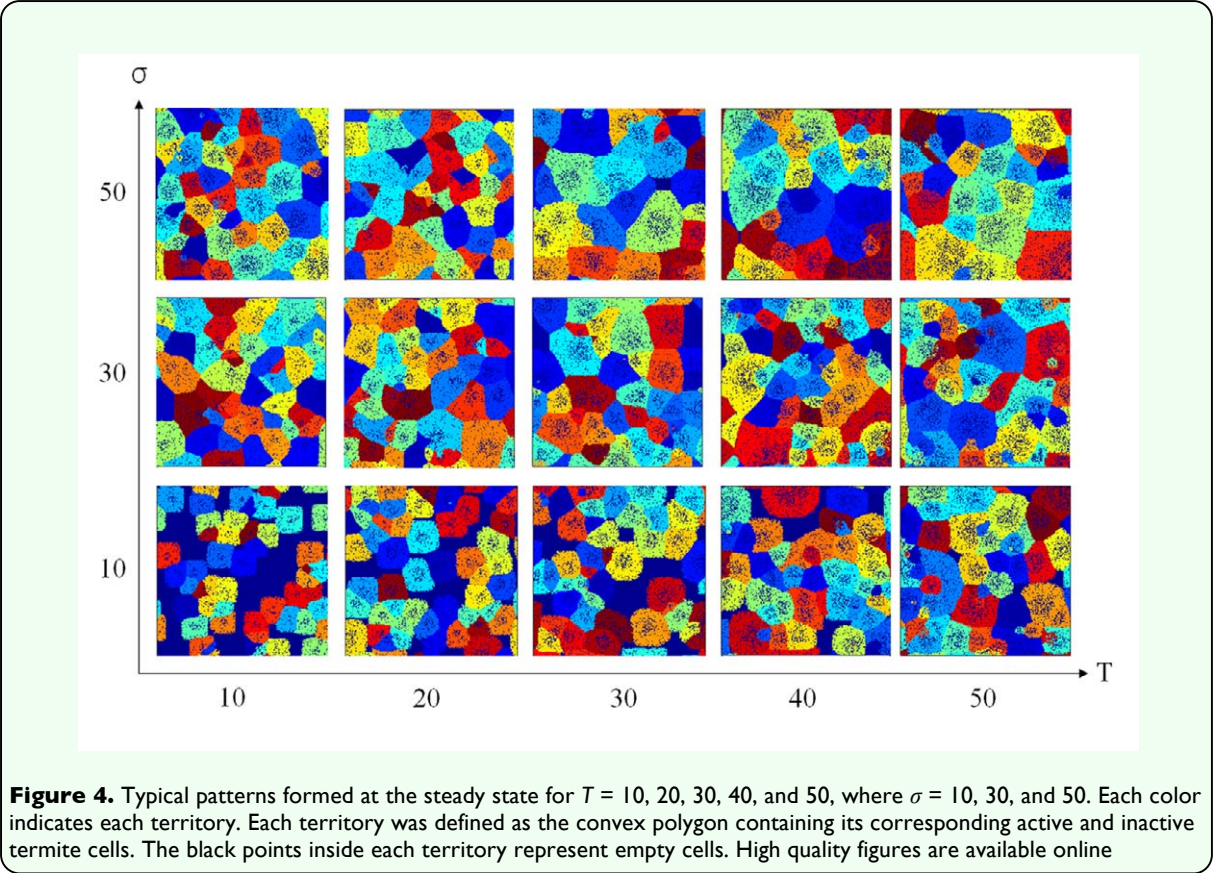 σ
50
30
10
10 20 30 40 50
T
Figure 4. Typical patterns formed at the steady state for T = 10, 20, 30, 40, and 50, where σ = 10, 30, and 50. Each color
indicates each territory. Each territory was defined as the convex polygon containing its corresponding active and inactive
termite cells. The black points inside each territory represent empty cells. High quality figures are available online